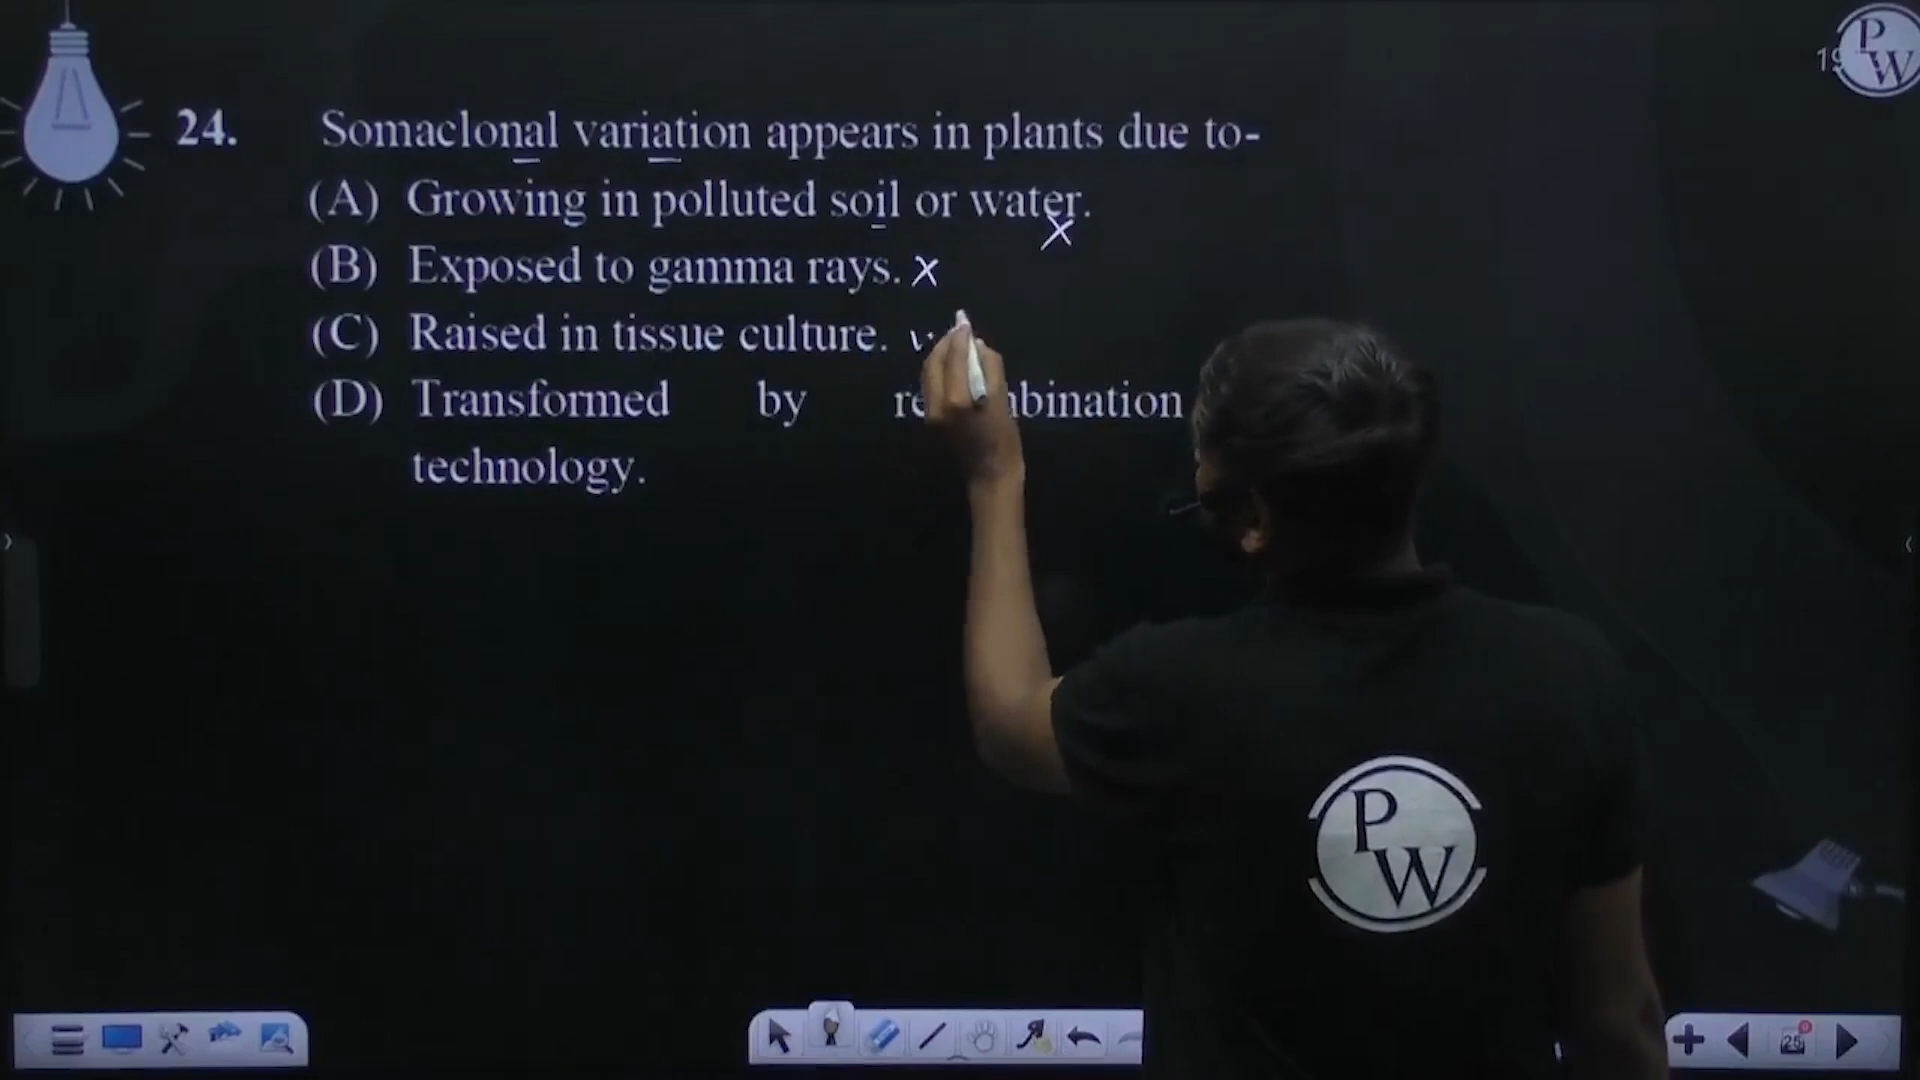 24. Somaclonal variation appears in plants due to-
(A) Growing in polluted soil or water.
(B) Exposed to gamma rays. x
(C) Raised in tissue culture.
(D) Transformed by
technology.
P
W
P
W
25